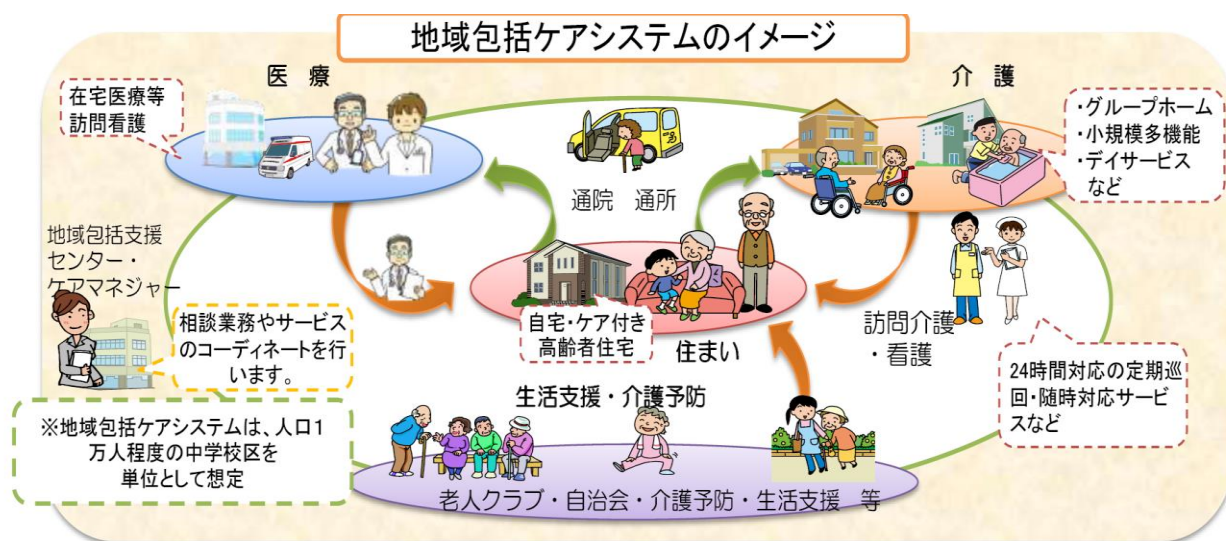 地域包括ケアシステムのイメージ
医 療
介 護
在宅医療等
訪問看護
・グループホーム
・小規模多機能
・デイサービス
など
通院 通所
地域包括支援
センター・
ケアマネジャー
相談業務やサービス
のコーディネートを行
います。
自宅・ケア付き
高齢者住宅
住まい
訪問介護
・看護
24時間対応の定期巡
回・随時対応サービ
スなど
生活支援・介護予防
※地域包括ケアシステムは、人口1
万人程度の中学校区を
単位として想定
老人クラブ・自治会・介護予防・生活支援 等